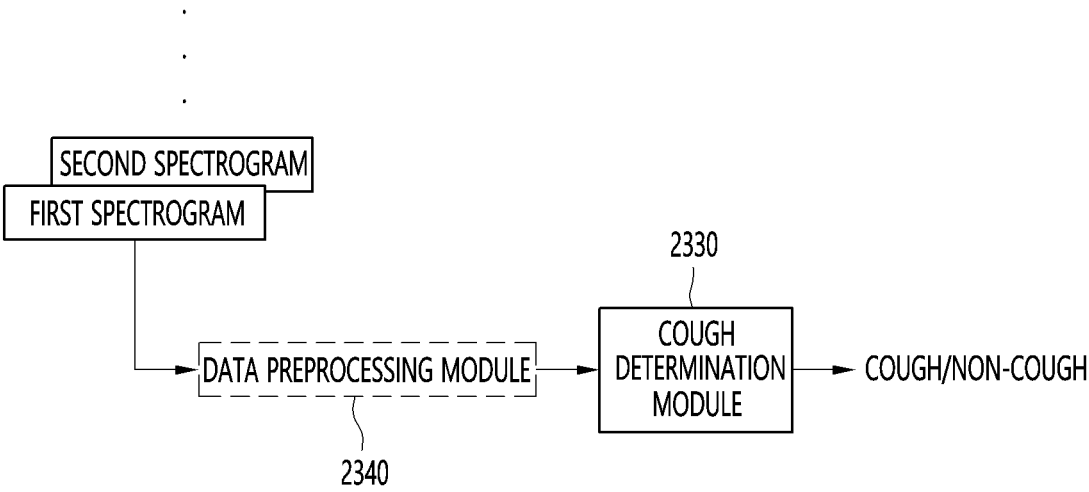 SECOND SPECTROGRAM
FIRST SPECTROGRAM
2330
COUGH
DETERMINATION
MODULE
DATA PREPROCESSING MODULE
COUGH/NON-COUGH
2340